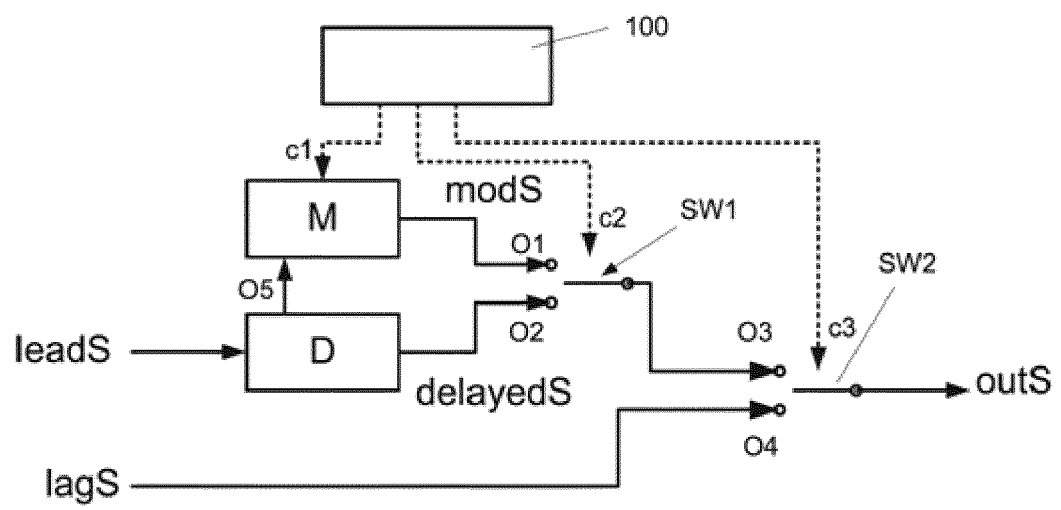 100
c1
M
modS
O1
c2
SW1
O5
O2
SW2
leadS
D
O3
c3
delayedS
outS
O4
lagS